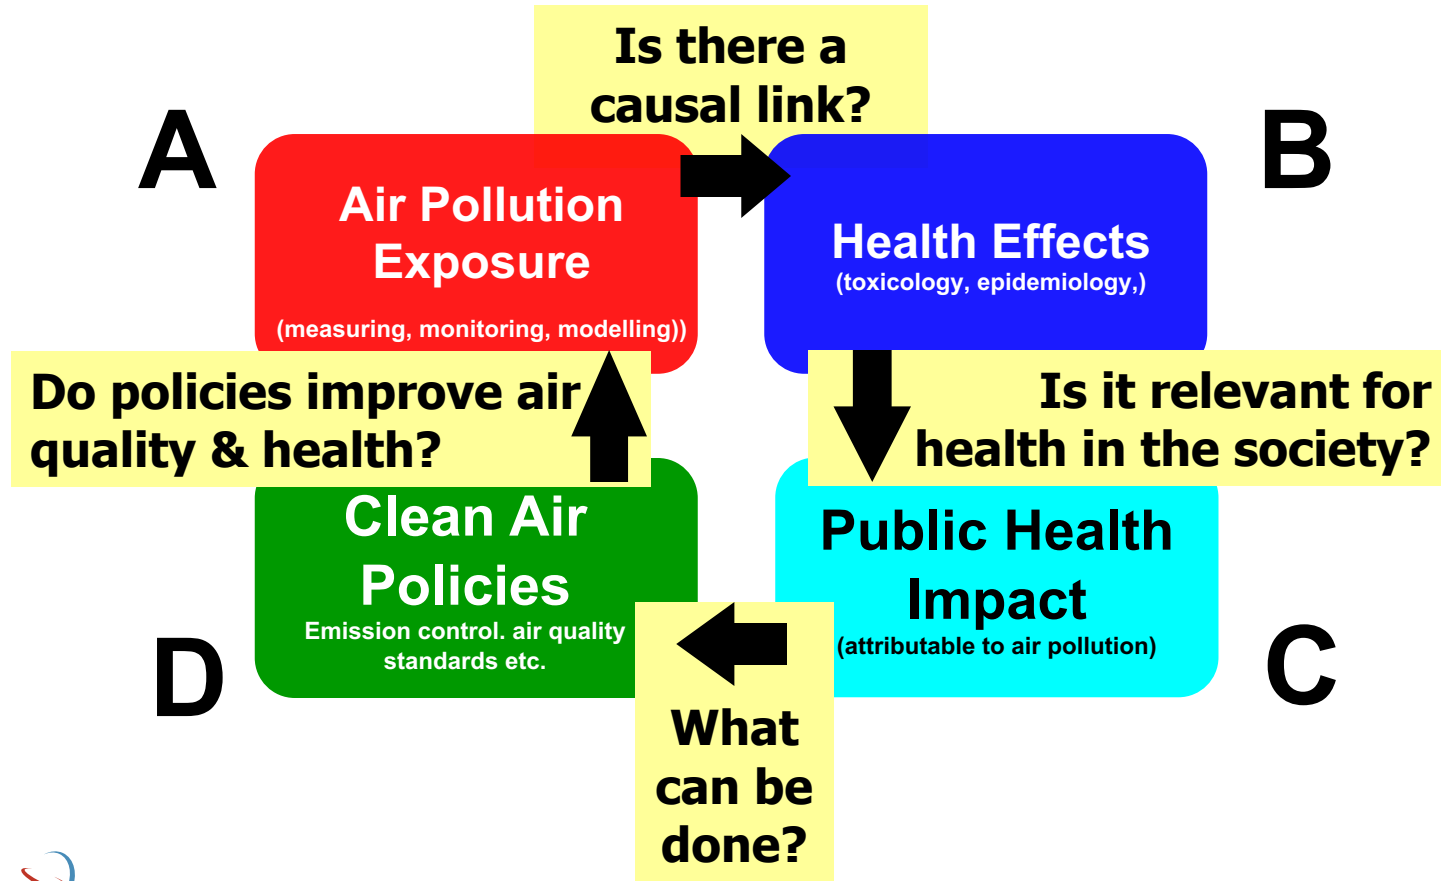 Is there a
causal link?
A
B
Air Pollution
Exposure
(measuring, monitoring, modelling))
Health Effects
(toxicology, epidemiology,)
Do policies improve air
quality & health?
Is it relevant for
health in the society?
Clean Air
Policies
Emission control. air quality
standards etc.
Public Health
Impact
(attributable to air pollution)
D
C
What
can be
done?